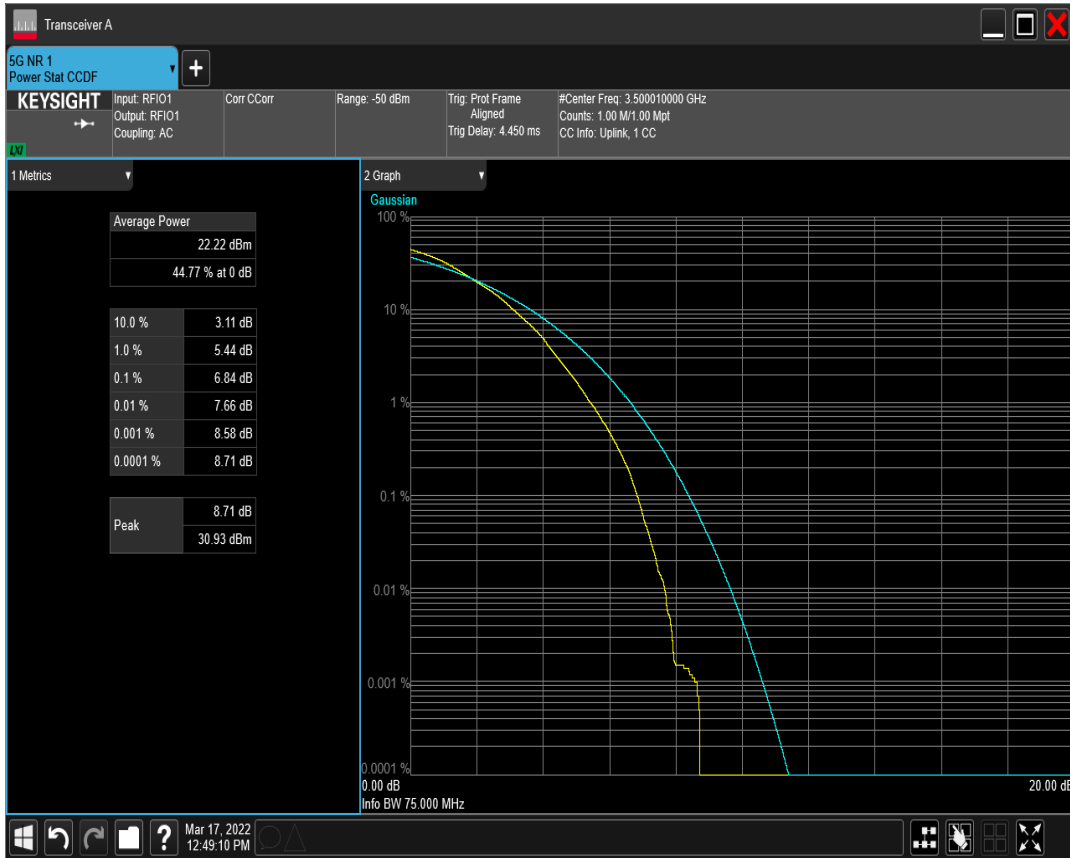 Transceiver A
5G NR 1
Power Stat CCDF
KEYSIGHT
LXI
Input: RFIO1
Output: RFIO1
Coupling: AC
Corr CCorr
Range: -50 dBm
Trig: Prot Frame
Aligned
Trig Delay: 4.450 ms
#Center Freq: 3.500010000 GHz
Counts: 1.00 M/1.00 Mpt
CC Info: Uplink, 1 CC
1 Metrics
Average Power
22.22 dBm
44.77 % at 0 dB
10.0 % 3.11 dB
1.0 % 5.44 dB
0.1 % 6.84 dB
0.01 % 7.66 dB
0.001 % 8.58 dB
0.0001 % 8.71 dB
Peak
8.71 dB
30.93 dBm
2 Graph
Gaussian
100 %
10 %
1 %
0.1 %
0.01 %
0.001 %
0.0001 %
0.00 dB 20.00 dB
Info BW 75.000 MHz
?
Mar 17, 2022
12:49:10 PM